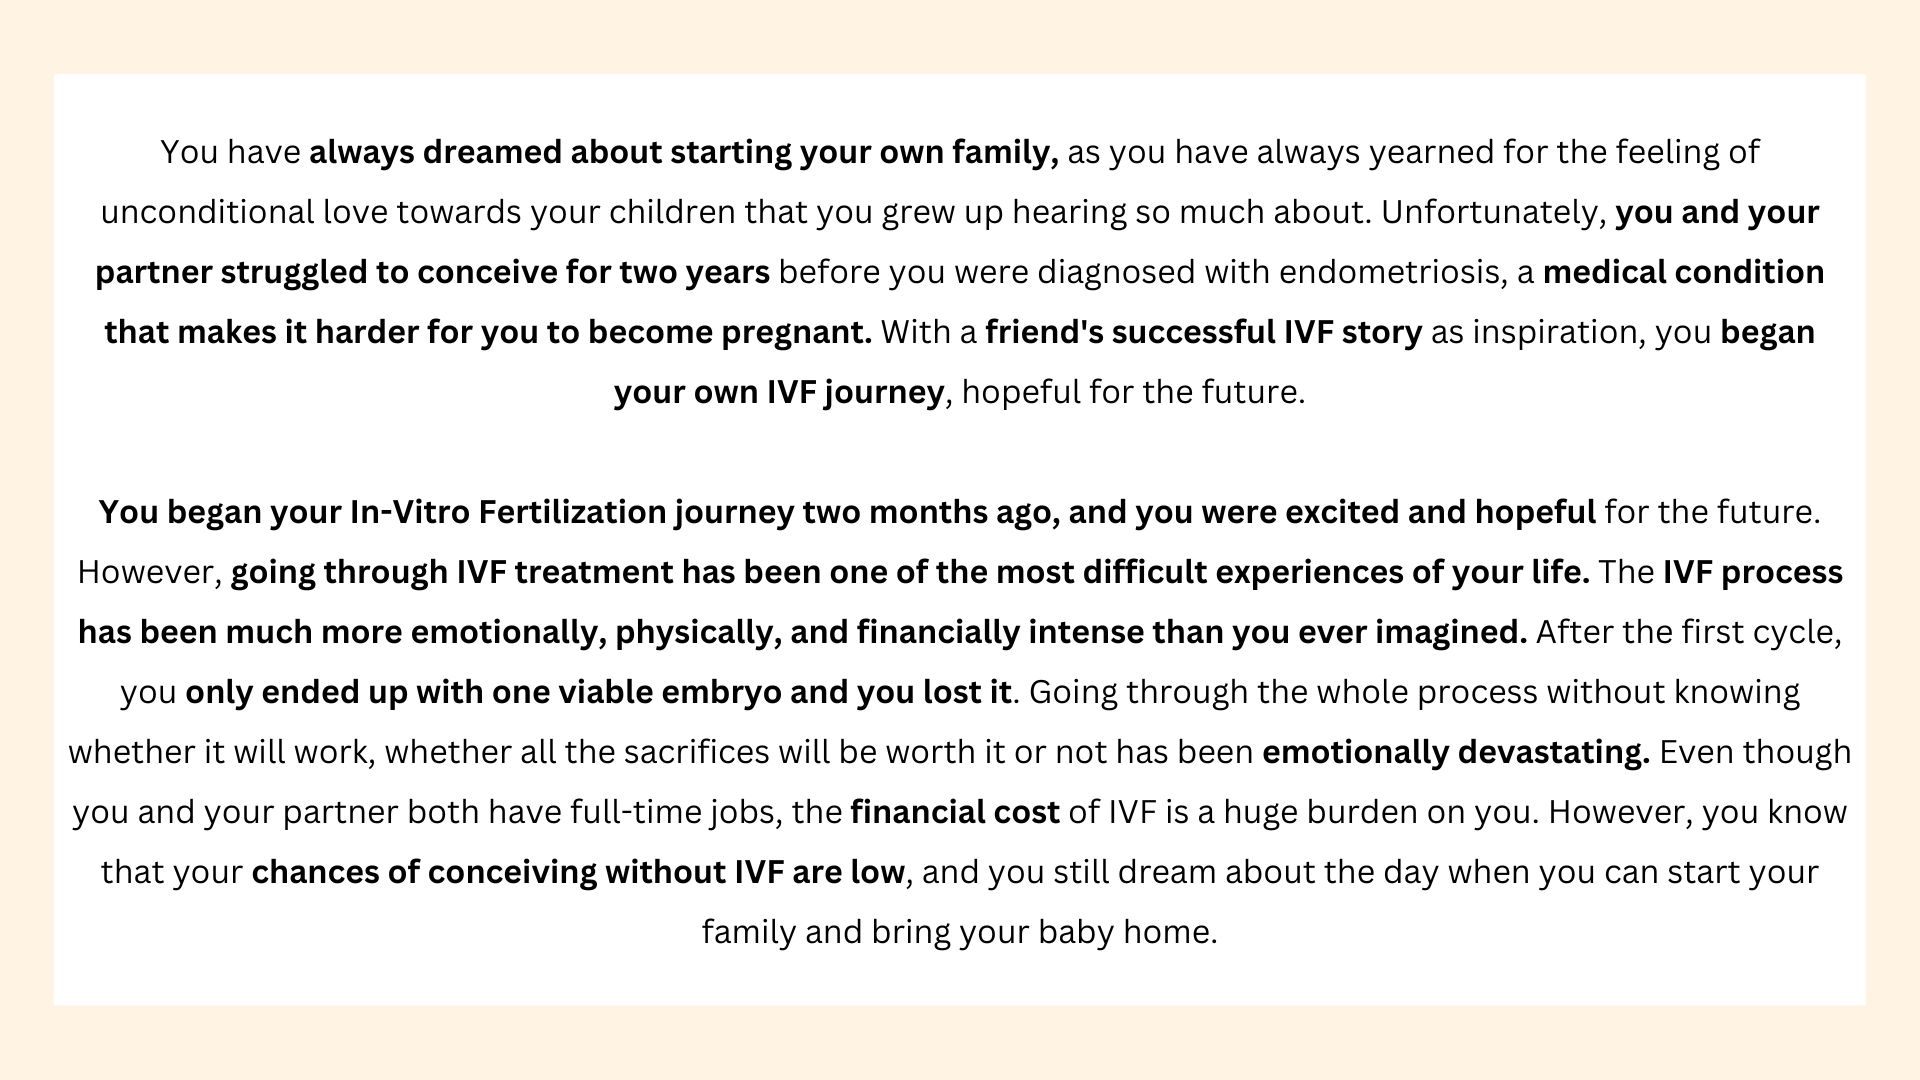 You have always dreamed about starting your own family, as you have always yearned for the feeling of
unconditional love towards your children that you grew up hearing so much about. Unfortunately, you and your
partner struggled to conceive for two years before you were diagnosed with endometriosis, a medical condition
that makes it harder for you to become pregnant. With a friend's successful IVF story as inspiration, you began
your own IVF journey, hopeful for the future.
You began your In-Vitro Fertilization journey two months ago, and you were excited and hopeful for the future.
However, going through IVF treatment has been one of the most difficult experiences of your life. The IVF process
has been much more emotionally, physically, and financially intense than you ever imagined. After the first cycle,
you only ended up with one viable embryo and you lost it. Going through the whole process without knowing
whether it will work, whether all the sacrifices will be worth it or not has been emotionally devastating. Even though
you and your partner both have full-time jobs, the financial cost of IVF is a huge burden on you. However, you know
that your chances of conceiving without IVF are low, and you still dream about the day when you can start your
family and bring your baby home.